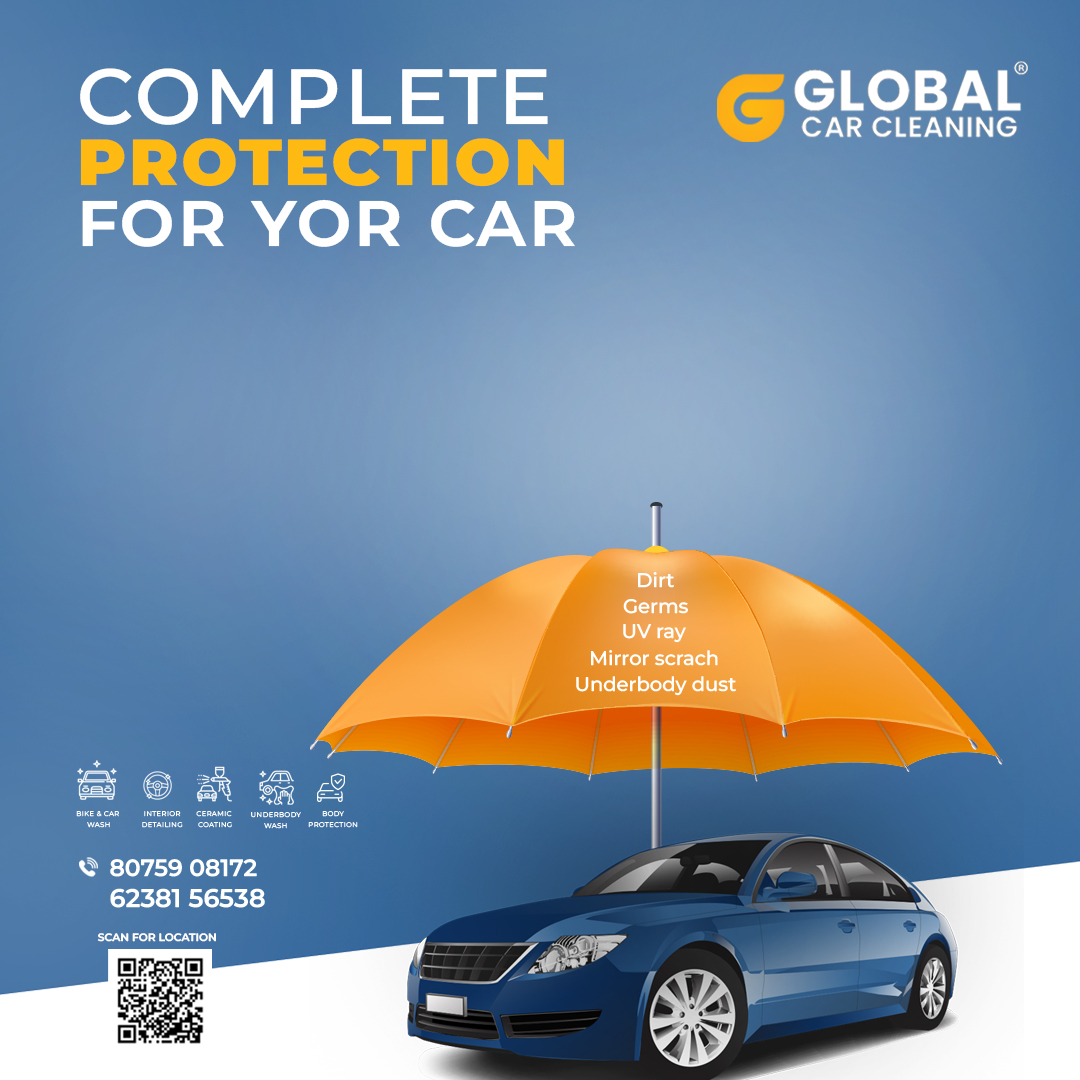 COMPLETE
PROTECTION
FOR YOR CAR
GLOBAL®
CAR CLEANING
Dirt
Germs
UV ray
Mirror scrach
Underbody dust
BIKE & CAR
WASH
INTERIOR
DETAILING
CERAMIC
COATING
UNDERBODY
WASH
BODY
PROTECTION
80759 08172
62381 56538
SCAN FOR LOCATION